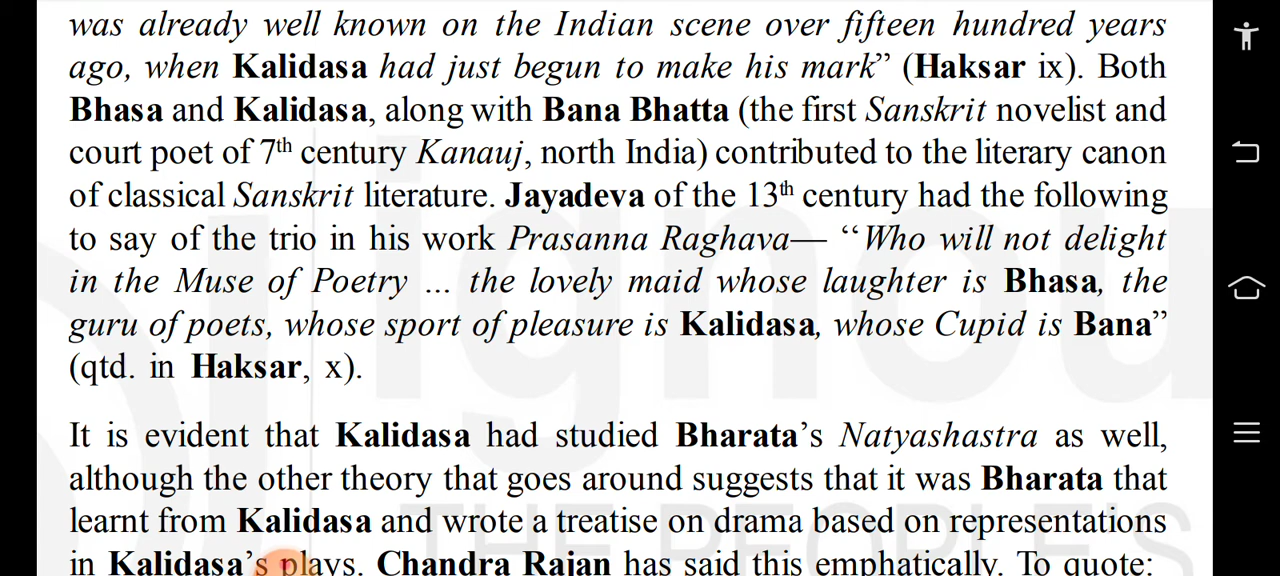 was already well known on the Indian scene over fifteen hundred years
ago, when Kalidasa had just begun to make his mark” (Haksar ix). Both
Bhasa and Kalidasa, along with Bana Bhatta (the first Sanskrit novelist and
court poet of 7th century Kanauj, north India) contributed to the literary canon
of classical Sanskrit literature. Jayadeva of the 13th century had the following
to say of the trio in his work Prasanna Raghava— “Who will not delight
in the Muse of Poetry ... the lovely maid whose laughter is Bhasa, the
guru of poets, whose sport of pleasure is Kalidasa, whose Cupid is Bana”
(qtd. in Haksar, x).
It is evident that Kalidasa had studied Bharata’s Natyashastra as well,
although the other theory that goes around suggests that it was Bharata that
learnt from Kalidasa and wrote a treatise on drama based on representations
in Kalidasa’s plays. Chandra Rajan has said this emphatically. To quote:
ignou
THE PEOPLE'S